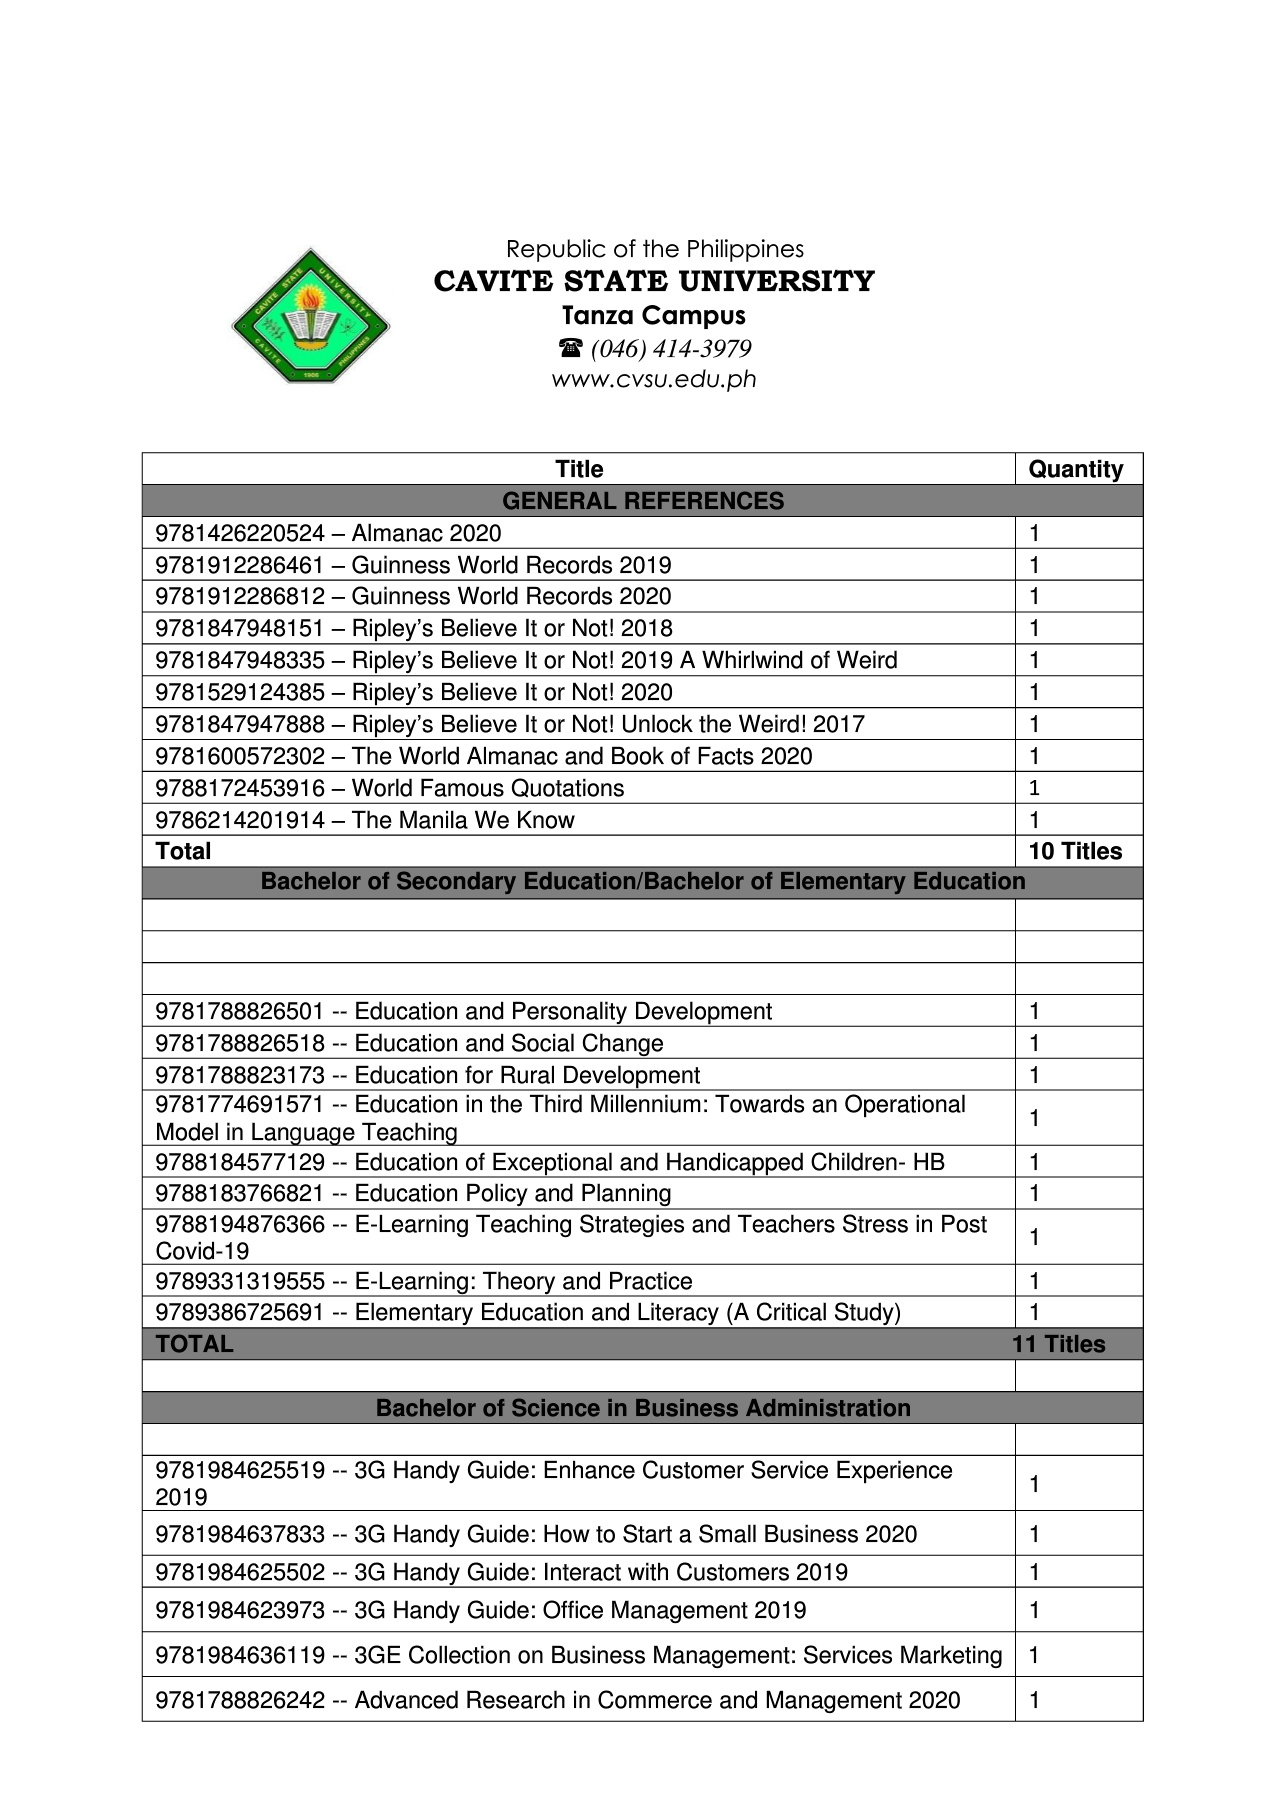 CAVITE STATE UNIVERSITY
CAVITE PHILIPPINES
1906
Republic of the Philippines
CAVITE STATE UNIVERSITY
Tanza Campus
☎ (046) 414-3979
www.cvsu.edu.ph
Title Quantity
GENERAL REFERENCES
9781426220524 – Almanac 2020 1
9781912286461 – Guinness World Records 2019 1
9781912286812 – Guinness World Records 2020 1
9781847948151 – Ripley’s Believe It or Not! 2018 1
9781847948335 – Ripley’s Believe It or Not! 2019 A Whirlwind of Weird 1
9781529124385 – Ripley’s Believe It or Not! 2020 1
9781847947888 – Ripley’s Believe It or Not! Unlock the Weird! 2017 1
9781600572302 – The World Almanac and Book of Facts 2020 1
9788172453916 – World Famous Quotations 1
9786214201914 – The Manila We Know 1
Total 10 Titles
Bachelor of Secondary Education/Bachelor of Elementary Education
9781788826501 -- Education and Personality Development 1
9781788826518 -- Education and Social Change 1
9781788823173 -- Education for Rural Development 1
9781774691571 -- Education in the Third Millennium: Towards an Operational
Model in Language Teaching 1
9788184577129 -- Education of Exceptional and Handicapped Children- HB 1
9788183766821 -- Education Policy and Planning 1
9788194876366 -- E-Learning Teaching Strategies and Teachers Stress in Post
Covid-19 1
9789331319555 -- E-Learning: Theory and Practice 1
9789386725691 -- Elementary Education and Literacy (A Critical Study) 1
TOTAL 11 Titles
Bachelor of Science in Business Administration
9781984625519 -- 3G Handy Guide: Enhance Customer Service Experience
2019 1
9781984637833 -- 3G Handy Guide: How to Start a Small Business 2020 1
9781984625502 -- 3G Handy Guide: Interact with Customers 2019 1
9781984623973 -- 3G Handy Guide: Office Management 2019 1
9781984636119 -- 3GE Collection on Business Management: Services Marketing 1
9781788826242 -- Advanced Research in Commerce and Management 2020 1